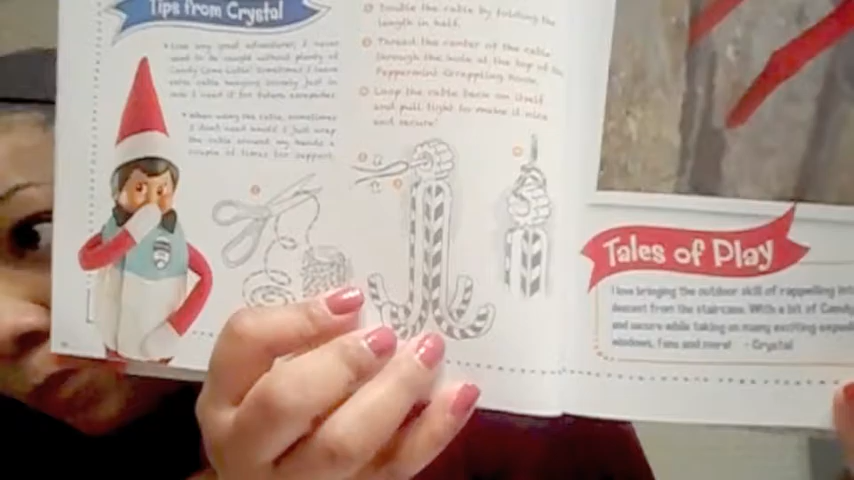 Tips from Crystal
Like any good adventurer, I never
want to be caught without plenty of
Candy Cane Cable! Sometimes I leave
extra cable hanging loosely just in
case I need it for future escapades.
When using the cable, sometimes
I don't need knots! I just wrap
the cable around my hands a
couple of times for support.
Double the cable by folding the
length in half.
Thread the center of the cable
through the hole at the top of the
Peppermint Grappling Hook.
Loop the cable back on itself
and pull tight to make it nice
and secure!
Tales of Play
I love bringing the outdoor skill of rappelling
descent from the staircase. With a bit of Candy
and secure while taking on many exciting
windows, fans and more! - Crystal